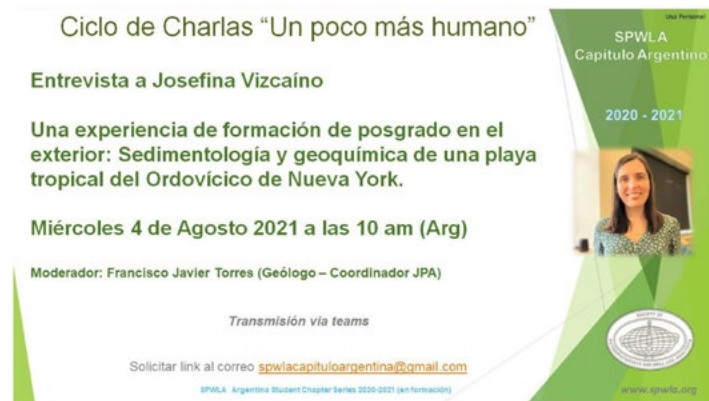 Ciclo de Charlas “Un poco más humano”
Uso Personal
SPWLA
Capítulo Argentino
2020 - 2021
Entrevista a Josefina Vizcaíno
Una experiencia de formación de posgrado en el
exterior: Sedimentología y geoquímica de una playa
tropical del Ordovícico de Nueva York.
Miércoles 4 de Agosto 2021 a las 10 am (Arg)
Moderador: Francisco Javier Torres (Geólogo – Coordinador JPA)
Transmisión vía teams
Solicitar link al correo spwlacapituloargentina@gmail.com
SPWLA Argentina Student Chapter Series 2020-2021 (en formación)
www.spwla.org